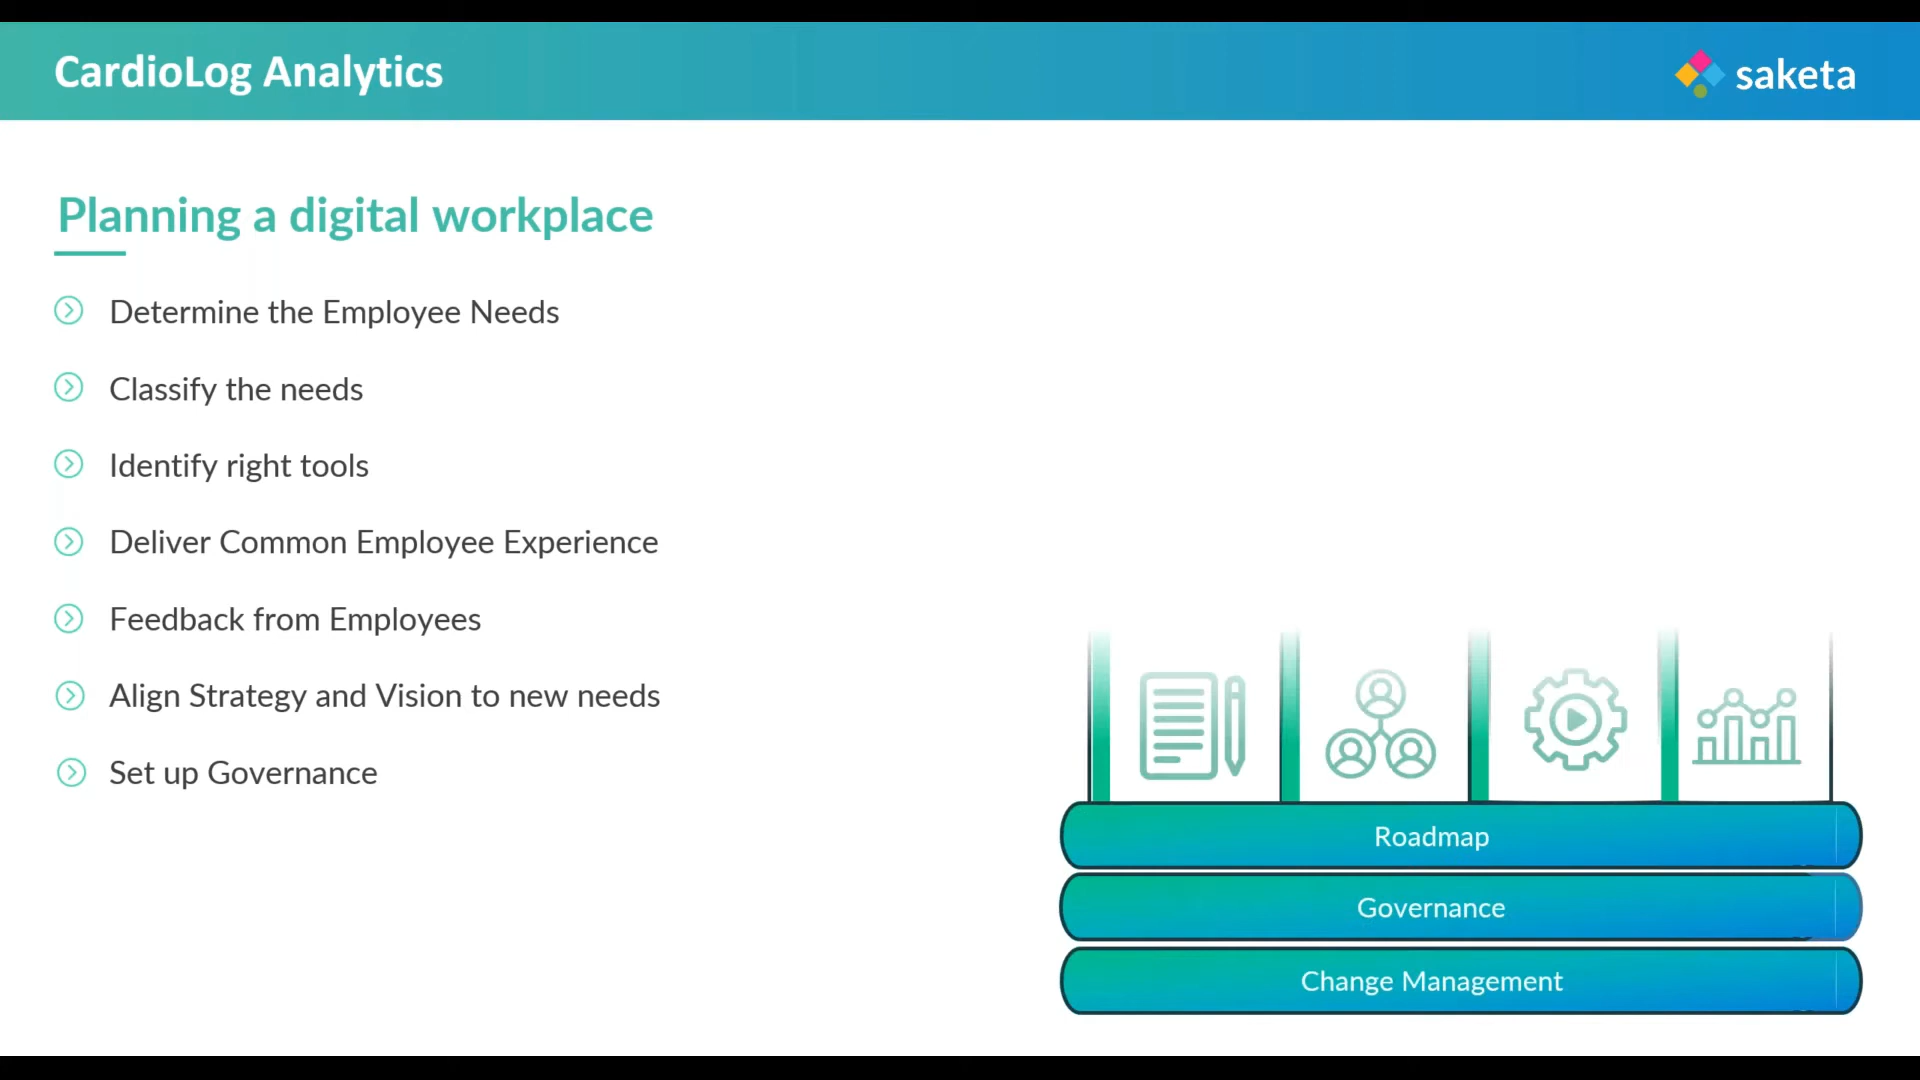 CardioLog Analytics
saketa
Planning a digital workplace
Determine the Employee Needs
Classify the needs
Identify right tools
Deliver Common Employee Experience
Feedback from Employees
Align Strategy and Vision to new needs
Set up Governance
Roadmap
Governance
Change Management